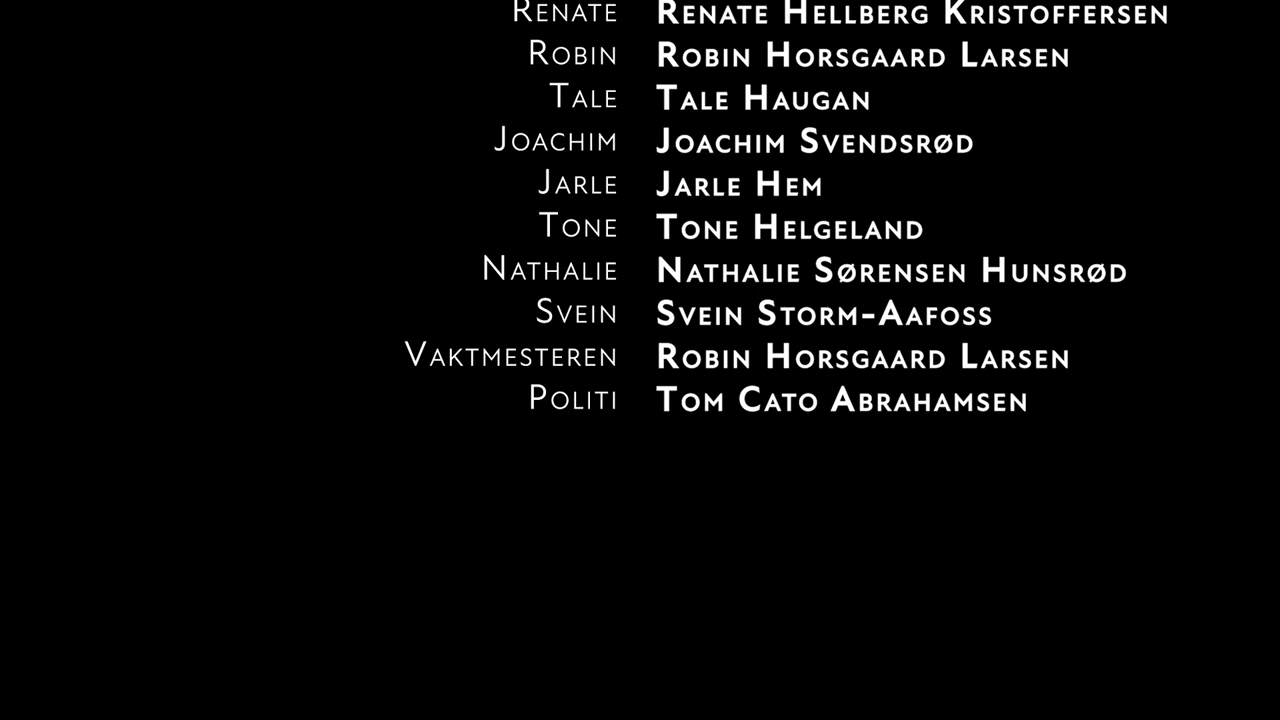 Renate Renate Hellberg Kristoffersen
Robin Robin Horsgaard Larsen
Tale Tale Haugan
Joachim Joachim Svendsrød
Jarle Jarle Hem
Tone Tone Helgeland
Nathalie Nathalie Sørensen Hunsrød
Svein Svein Storm-Aafoss
Vaktmesteren Robin Horsgaard Larsen
Politi Tom Cato Abrahamsen